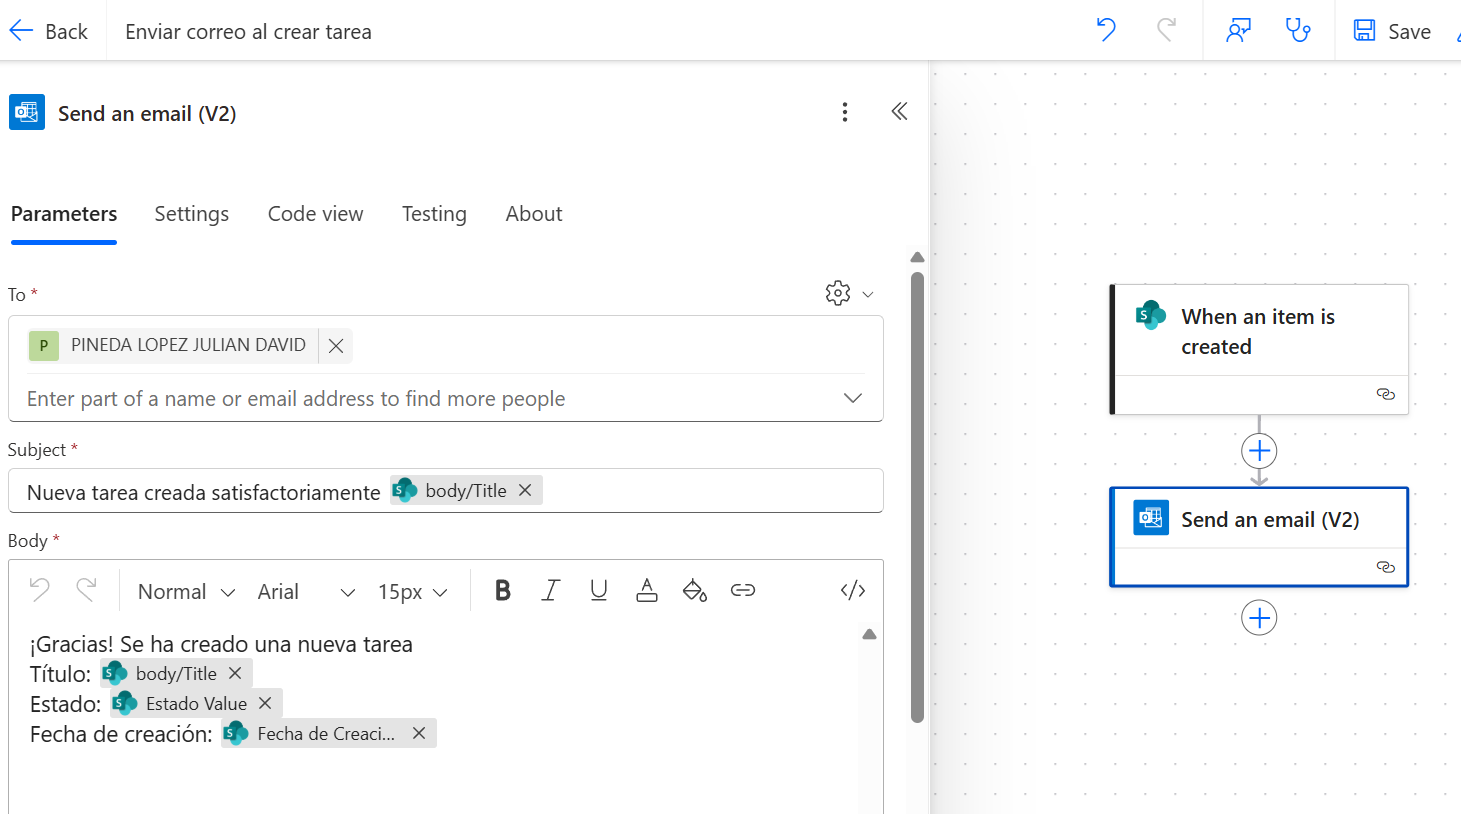 Back
Enviar correo al crear tarea
Save
Send an email (V2)
Parameters Settings Code view Testing About
To *
P PINEDA LOPEZ JULIAN DAVID
Enter part of a name or email address to find more people
Subject *
Nueva tarea creada satisfactoriamente body/Title
Body *
Normal Arial 15px B I U A </>
¡Gracias! Se ha creado una nueva tarea
Título: body/Title
Estado: Estado Value
Fecha de creación: Fecha de Creaci...
When an item is
created
Send an email (V2)